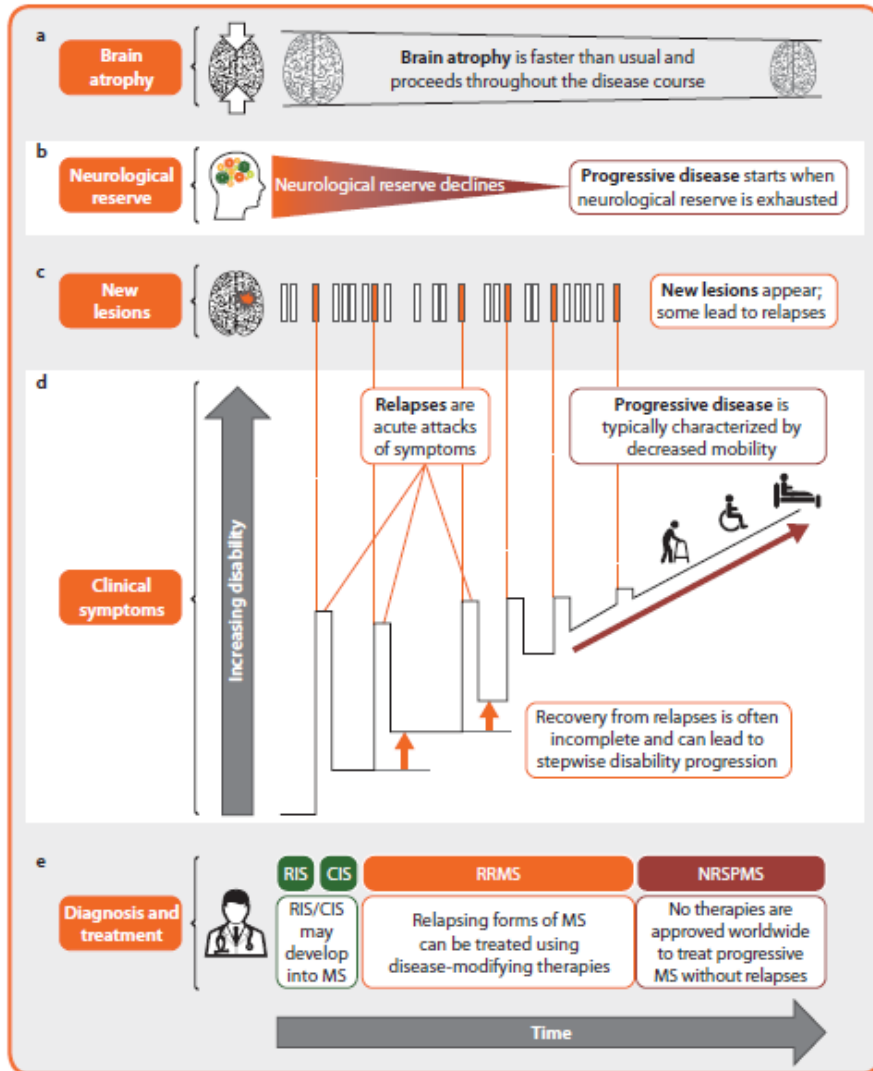 a
Brain
atrophy
Brain atrophy is faster than usual and
proceeds throughout the disease course
b
Neurological
reserve
Neurological reserve declines
Progressive disease starts when
neurological reserve is exhausted
c
New
lesions
New lesions appear;
some lead to relapses
d
Clinical
symptoms
Increasing disability
Relapses are
acute attacks
of symptoms
Progressive disease is
typically characterized by
decreased mobility
Recovery from relapses is often
incomplete and can lead to
stepwise disability progression
e
Diagnosis and
treatment
RIS
CIS
RRMS
NRSPMS
RIS/CIS
may
develop
into MS
Relapsing forms of MS
can be treated using
disease-modifying therapies
No therapies are
approved worldwide
to treat progressive
MS without relapses
Time